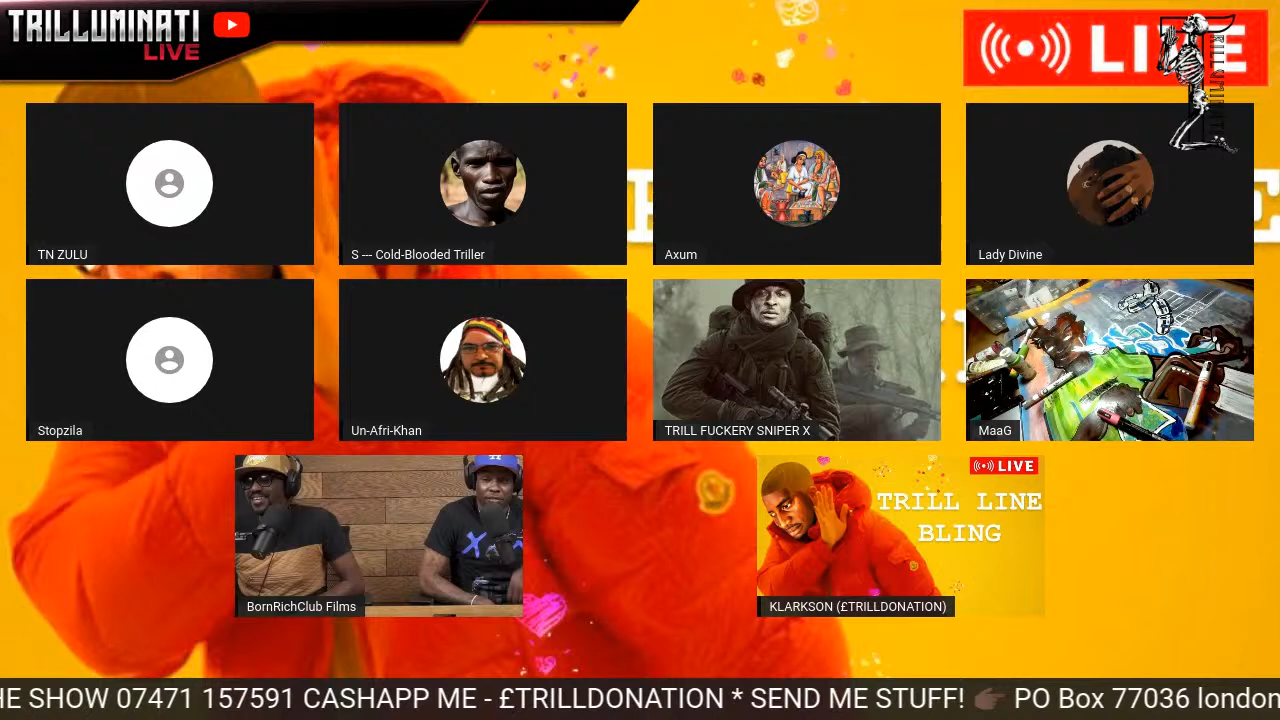 TRILLUMINATI
LIVE
LIVE
TRILLUMINATI
TN ZULU
S --- Cold-Blooded Triller
Axum
Lady Divine
Stopzila
Un-Afri-Khan
TRILL FUCKERY SNIPER X
MaaG
LIVE
TRILL LINE
BLING
BornRichClub Films
KLARKSON (£TRILLDONATION)
HE SHOW 07471 157591 CASHAPP ME - £TRILLDONATION * SEND ME STUFF! 👉🏿 PO Box 77036 london